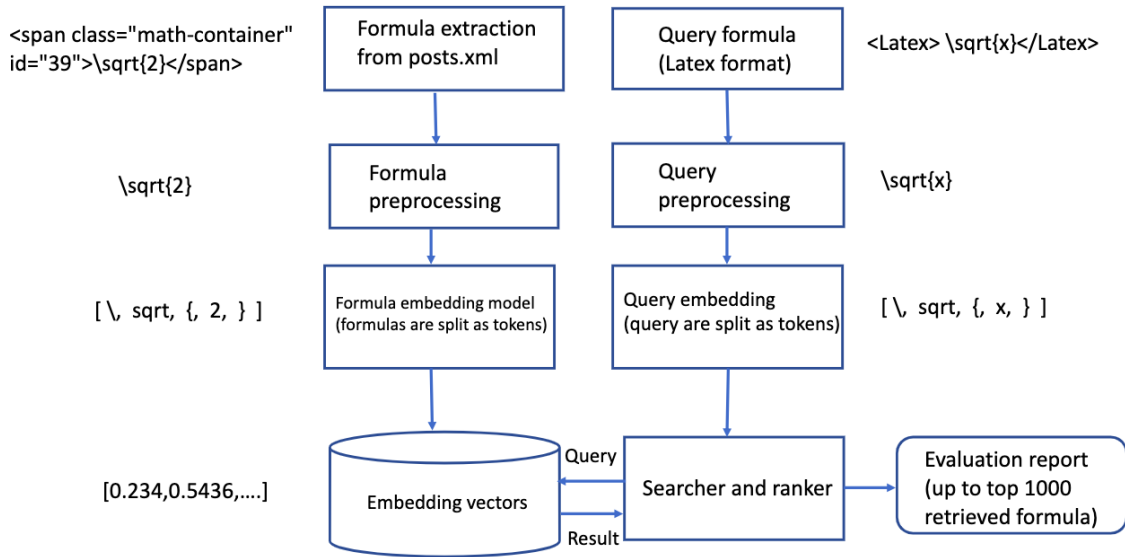 <span class="math-container"
id="39">\sqrt{2}</span>
Formula extraction
from posts.xml
Query formula
(Latex format)
<Latex> \sqrt{x}</Latex>
\sqrt{2}
Formula
preprocessing
Query
preprocessing
\sqrt{x}
[ \, sqrt, {, 2, } ]
Formula embedding model
(formulas are split as tokens)
Query embedding
(query are split as tokens)
[ \, sqrt, {, x, } ]
[0.234,0.5436,....]
Embedding vectors
Query
Result
Searcher and ranker
Evaluation report
(up to top 1000
retrieved formula)